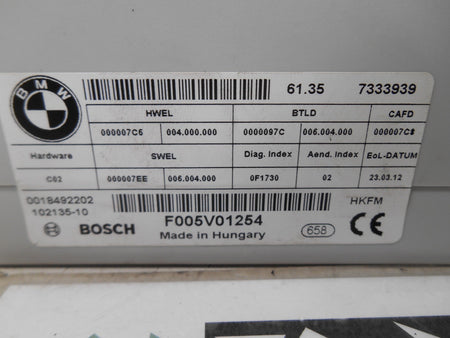 BMW
61.35 7333939
HWEL BTLD CAFD
000007C5 004.000.000 0000097C 005.004.000 000007C8
Hardware SWEL Diag. Index Aend. Index EoL-DATUM
C02 000007EE 005.004.000 0F1730 02 23.03.12
0018492202 HKFM
102135-10 F005V01254
BOSCH Made in Hungary 658 CE